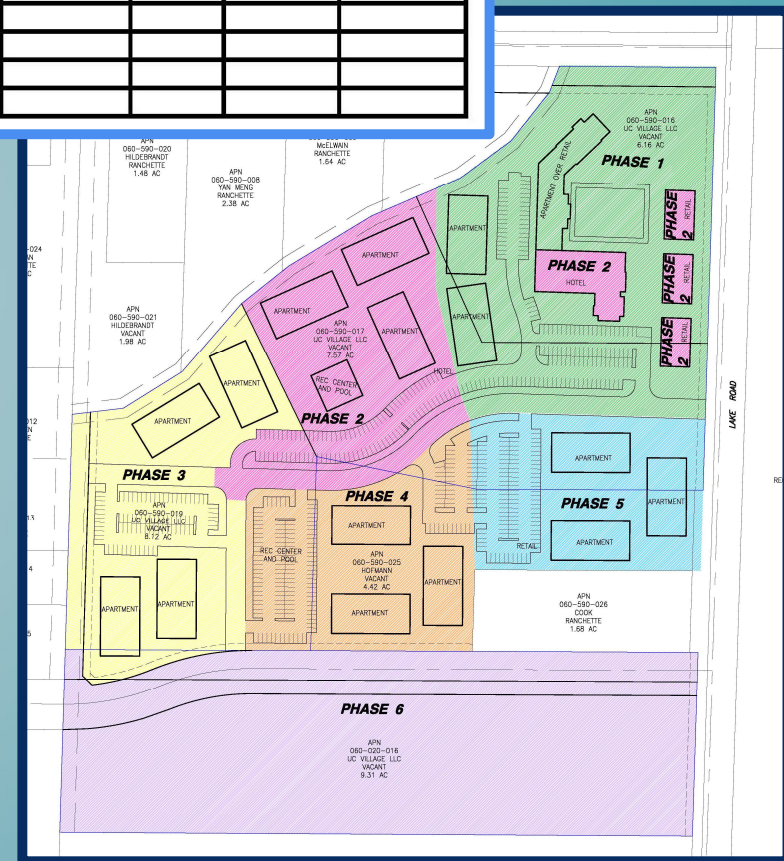 APN
060-590-020
HILDEBRANDT
RANCHETTE
1.48 AC
APN
060-590-008
YAN MENG
RANCHETTE
2.38 AC
McELWAIN
RANCHETTE
1.64 AC
APN
060-590-016
UC VILLAGE LLC
VACANT
6.16 AC
PHASE 1
APARTMENT OVER RETAIL
PHASE 2
RETAIL
PHASE 2
RETAIL
PHASE 2
RETAIL
PHASE 2
HOTEL
APARTMENT
APARTMENT
APARTMENT
APARTMENT
APARTMENT
APN
060-590-017
UC VILLAGE LLC
VACANT
7.57 AC
HOTEL
REC CENTER
AND POOL
PHASE 2
-024
APN
060-590-021
HILDEBRANDT
VACANT
1.98 AC
APARTMENT
APARTMENT
PHASE 3
APN
060-590-019
UC VILLAGE LLC
VACANT
8.12 AC
APARTMENT
APARTMENT
LAKE ROAD
PHASE 4
REC CENTER
AND POOL
APARTMENT
APN
060-590-025
HOFMANN
VACANT
4.42 AC
APARTMENT
APARTMENT
PHASE 5
APARTMENT
APARTMENT
APARTMENT
RETAIL
APN
060-590-026
COOK
RANCHETTE
1.68 AC
PHASE 6
APN
060-020-016
UC VILLAGE LLC
VACANT
9.31 AC